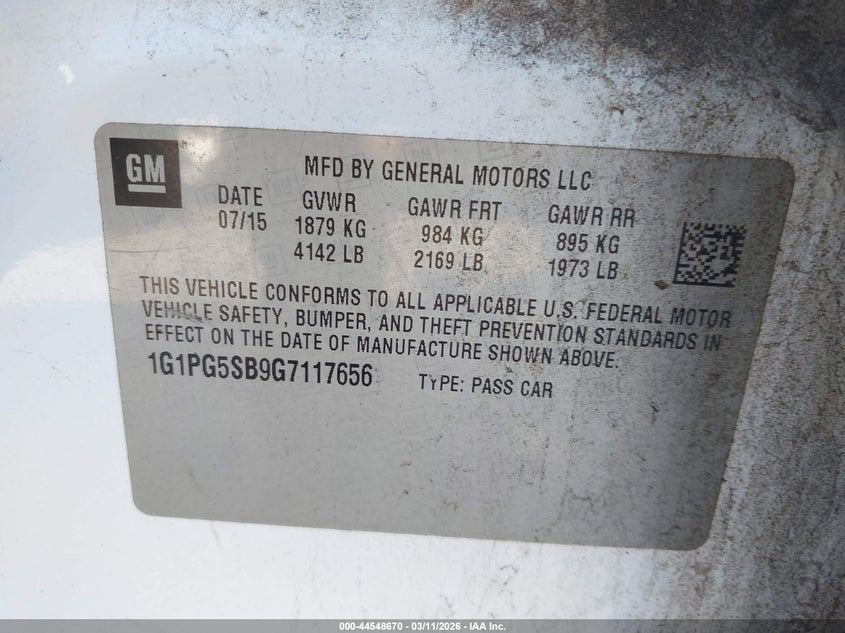 GM
MFD BY GENERAL MOTORS LLC
DATE GVWR GAWR FRT GAWR RR
07/15 1879 KG 984 KG 895 KG
4142 LB 2169 LB 1973 LB
THIS VEHICLE CONFORMS TO ALL APPLICABLE U.S. FEDERAL MOTOR
VEHICLE SAFETY, BUMPER, AND THEFT PREVENTION STANDARDS IN
EFFECT ON THE DATE OF MANUFACTURE SHOWN ABOVE.
1G1PG5SB9G7117656 TYPE: PASS CAR
000-44548670 - 03/11/2026 - IAA Inc.